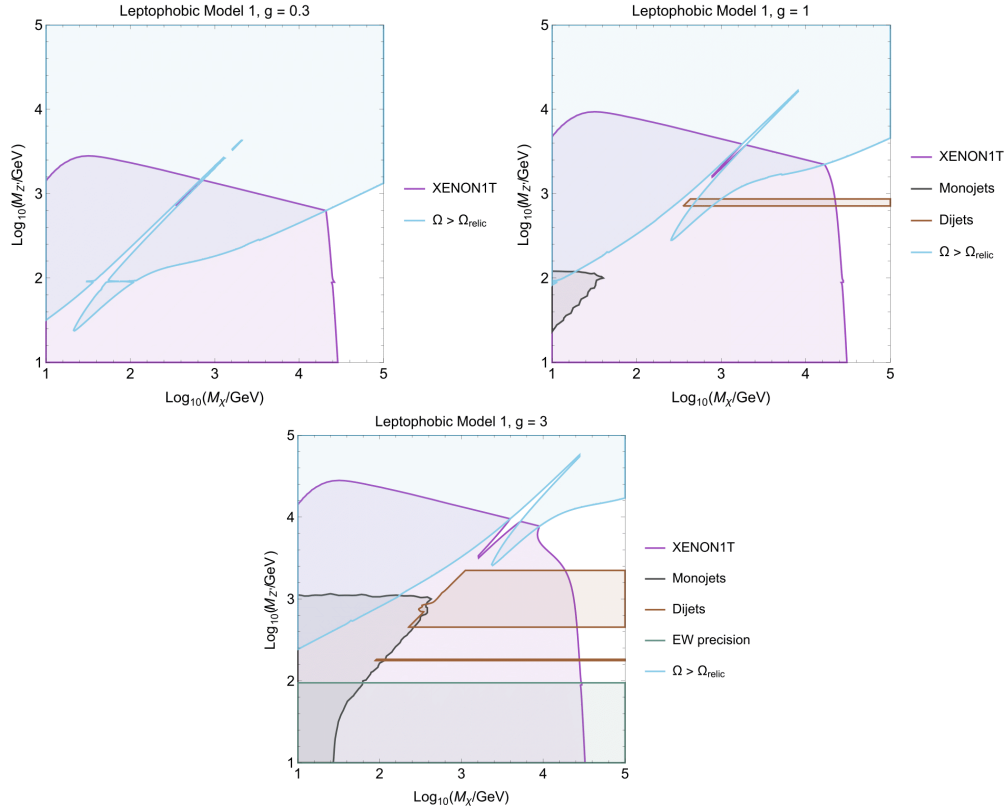 Leptophobic Model 1, g = 0.3
5
4
3
2
1
1 2 3 4 5
Log10(MZ'/GeV)
Log10(Mχ/GeV)
XENON1T
Ω > Ωrelic
Leptophobic Model 1, g = 1
5
4
3
2
1
1 2 3 4 5
Log10(MZ'/GeV)
Log10(Mχ/GeV)
XENON1T
Monojets
Dijets
Ω > Ωrelic
Leptophobic Model 1, g = 3
5
4
3
2
1
1 2 3 4 5
Log10(MZ'/GeV)
Log10(Mχ/GeV)
XENON1T
Monojets
Dijets
EW precision
Ω > Ωrelic